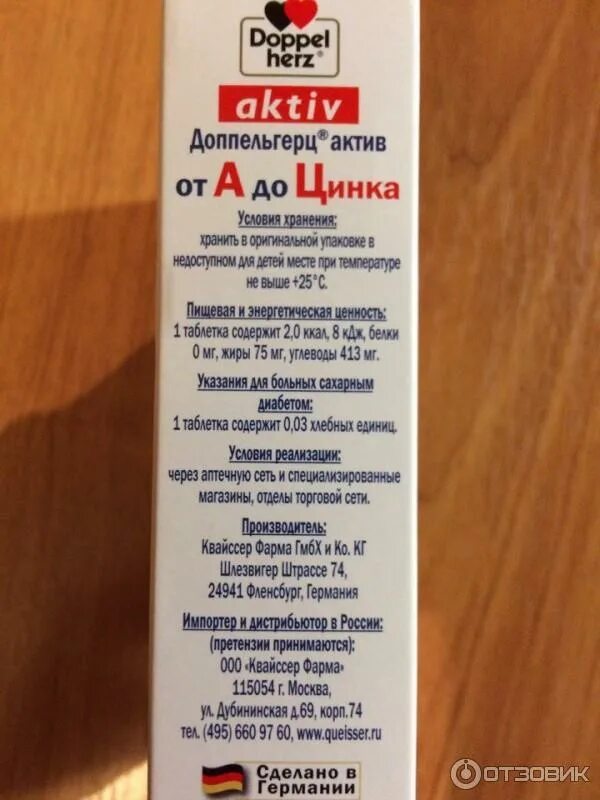 Doppel
herz®
aktiv
Доппельгерц® актив
от А до Цинка
Условия хранения:
хранить в оригинальной упаковке в
недоступном для детей месте при температуре
не выше +25°С.
Пищевая и энергетическая ценность:
1 таблетка содержит 2,0 ккал, 8 кДж, белки
0 мг, жиры 75 мг, углеводы 413 мг.
Указания для больных сахарным
диабетом:
1 таблетка содержит 0,03 хлебных единиц.
Условия реализации:
через аптечную сеть и специализированные
магазины, отделы торговой сети.
Производитель:
Квайссер Фарма ГмбХ и Ко. КГ
Шлезвигер Штрассе 74,
24941 Фленсбург, Германия
Импортер и дистрибьютор в России:
(претензии принимаются):
ООО «Квайссер Фарма»
115054 г. Москва,
ул. Дубининская д.69, корп.74
тел. (495) 660 97 60, www.queisser.ru
Сделано в
Германии
ОТЗОВИК